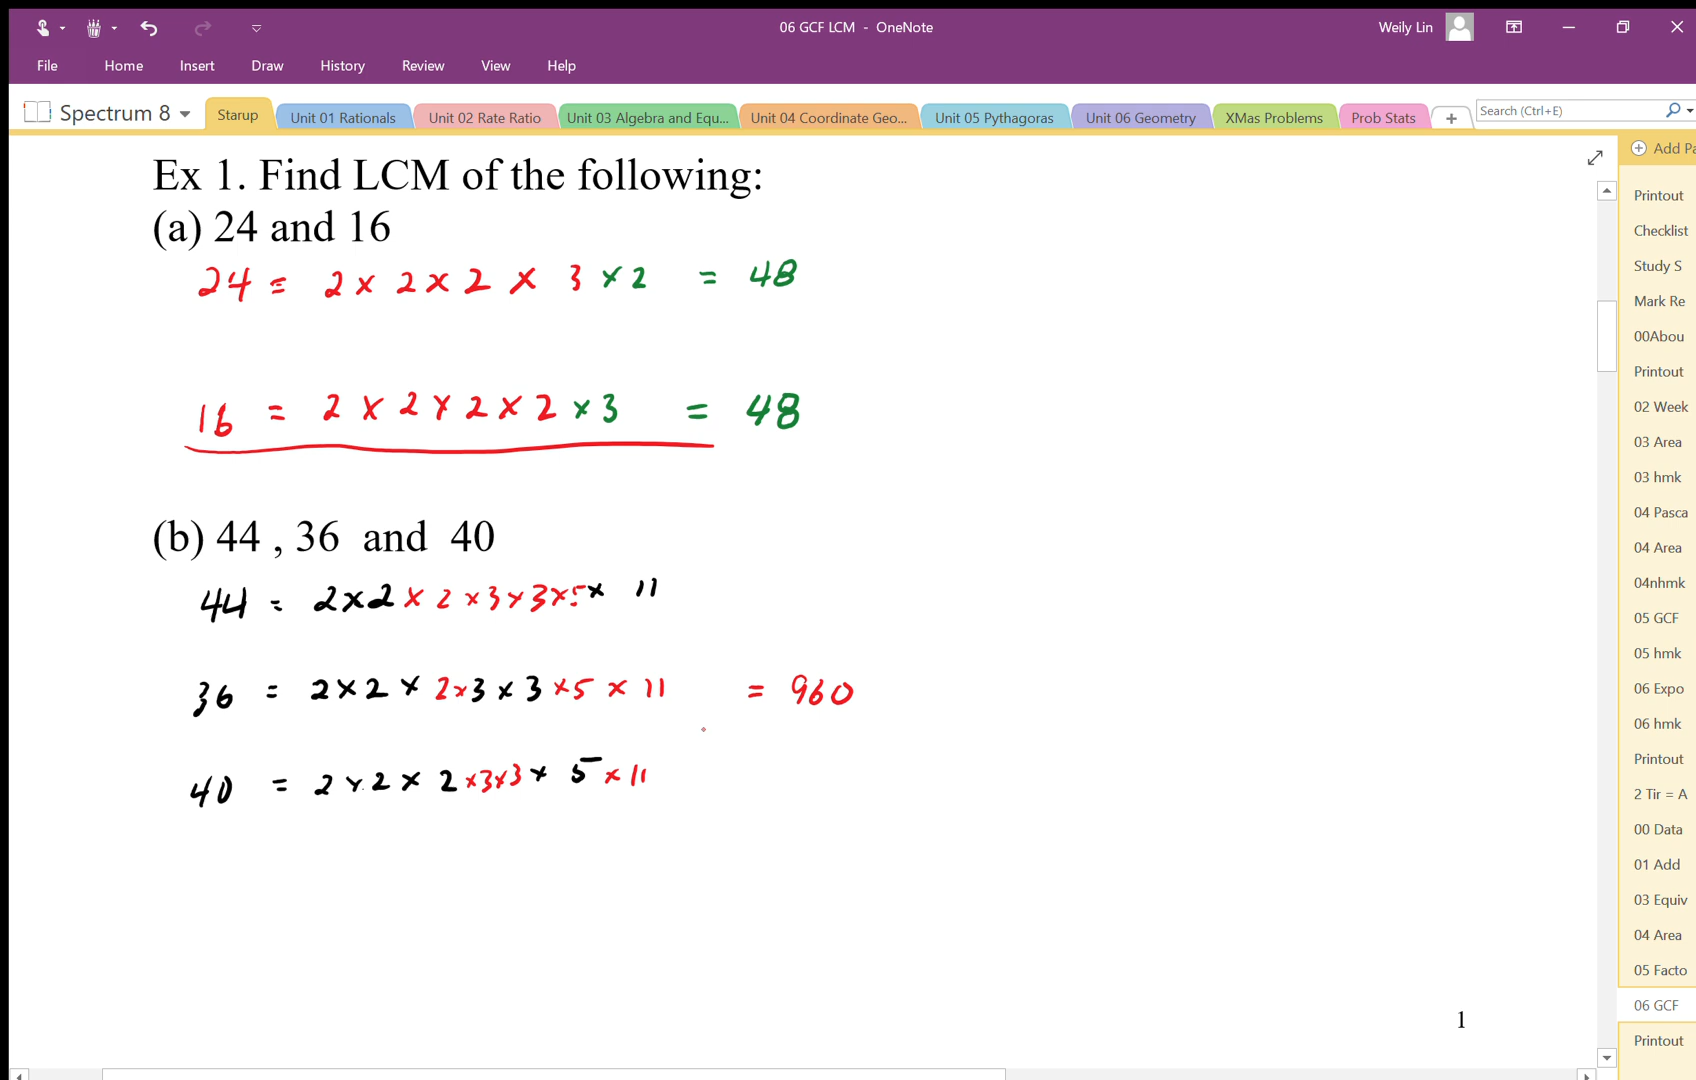 06 GCF LCM - OneNote
Weily Lin
File Home Insert Draw History Review View Help
Spectrum 8
Starup
Unit 01 Rationals
Unit 02 Rate Ratio
Unit 03 Algebra and Equ...
Unit 04 Coordinate Geo...
Unit 05 Pythagoras
Unit 06 Geometry
XMas Problems
Prob Stats
+
Search (Ctrl+E)
Add Pa
Ex 1. Find LCM of the following:
(a) 24 and 16
24 = 2 × 2 × 2 × 3 × 2 = 48
16 = 2 × 2 × 2 × 2 × 3 = 48
(b) 44 , 36 and 40
44 = 2 × 2 × 2 × 3 × 3 × 5 × 11
36 = 2 × 2 × 2 × 3 × 3 × 5 × 11 = 960
40 = 2 × 2 × 2 × 3 × 3 × 5 × 11
1
Printout
Checklist
Study S
Mark Re
00Abou
Printout
02 Week
03 Area
03 hmk
04 Pasca
04 Area
04nhmk
05 GCF
05 hmk
06 Expo
06 hmk
Printout
2 Tir = A
00 Data
01 Add
03 Equiv
04 Area
05 Facto
06 GCF
Printout